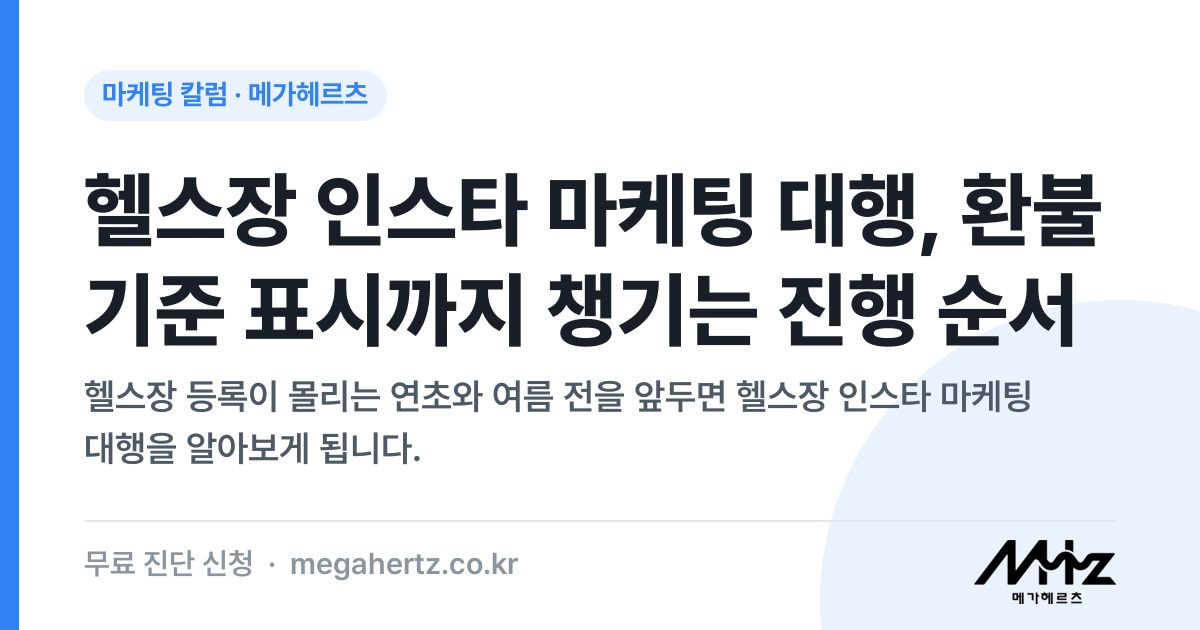 마케팅 칼럼 · 메가헤르츠
헬스장 인스타 마케팅 대행, 환불
기준 표시까지 챙기는 진행 순서
헬스장 등록이 몰리는 연초와 여름 전을 앞두면 헬스장 인스타 마케팅
대행을 알아보게 됩니다.
무료 진단 신청 · megahertz.co.kr
MHz
메가헤르츠